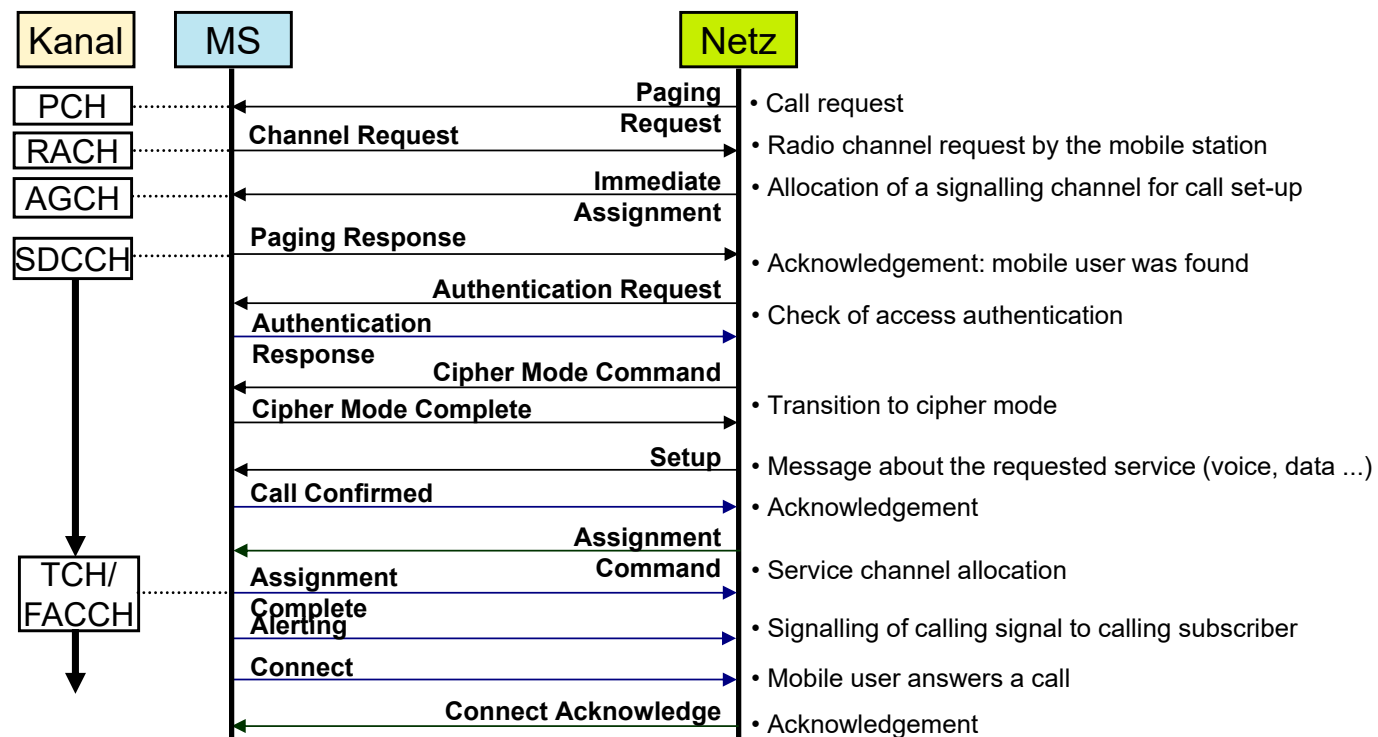 Kanal
MS
Netz
PCH
Paging
Request
• Call request
RACH
Channel Request
• Radio channel request by the mobile station
AGCH
Immediate
Assignment
• Allocation of a signalling channel for call set-up
SDCCH
Paging Response
• Acknowledgement: mobile user was found
Authentication Request
• Check of access authentication
Authentication
Response
Cipher Mode Command
Cipher Mode Complete
• Transition to cipher mode
Setup
• Message about the requested service (voice, data ...)
Call Confirmed
• Acknowledgement
Assignment
Command
• Service channel allocation
TCH/
FACCH
Assignment
Complete
Alerting
• Signalling of calling signal to calling subscriber
Connect
• Mobile user answers a call
Connect Acknowledge
• Acknowledgement